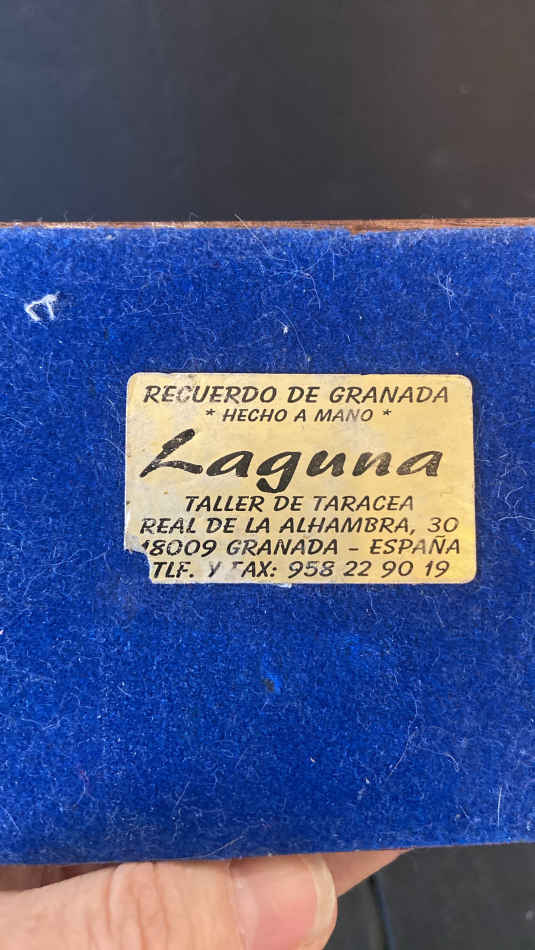 RECUERDO DE GRANADA
* HECHO A MANO *
Laguna
TALLER DE TARACEA
REAL DE LA ALHAMBRA, 30
18009 GRANADA - ESPAÑA
TLF. Y FAX: 958 22 90 19